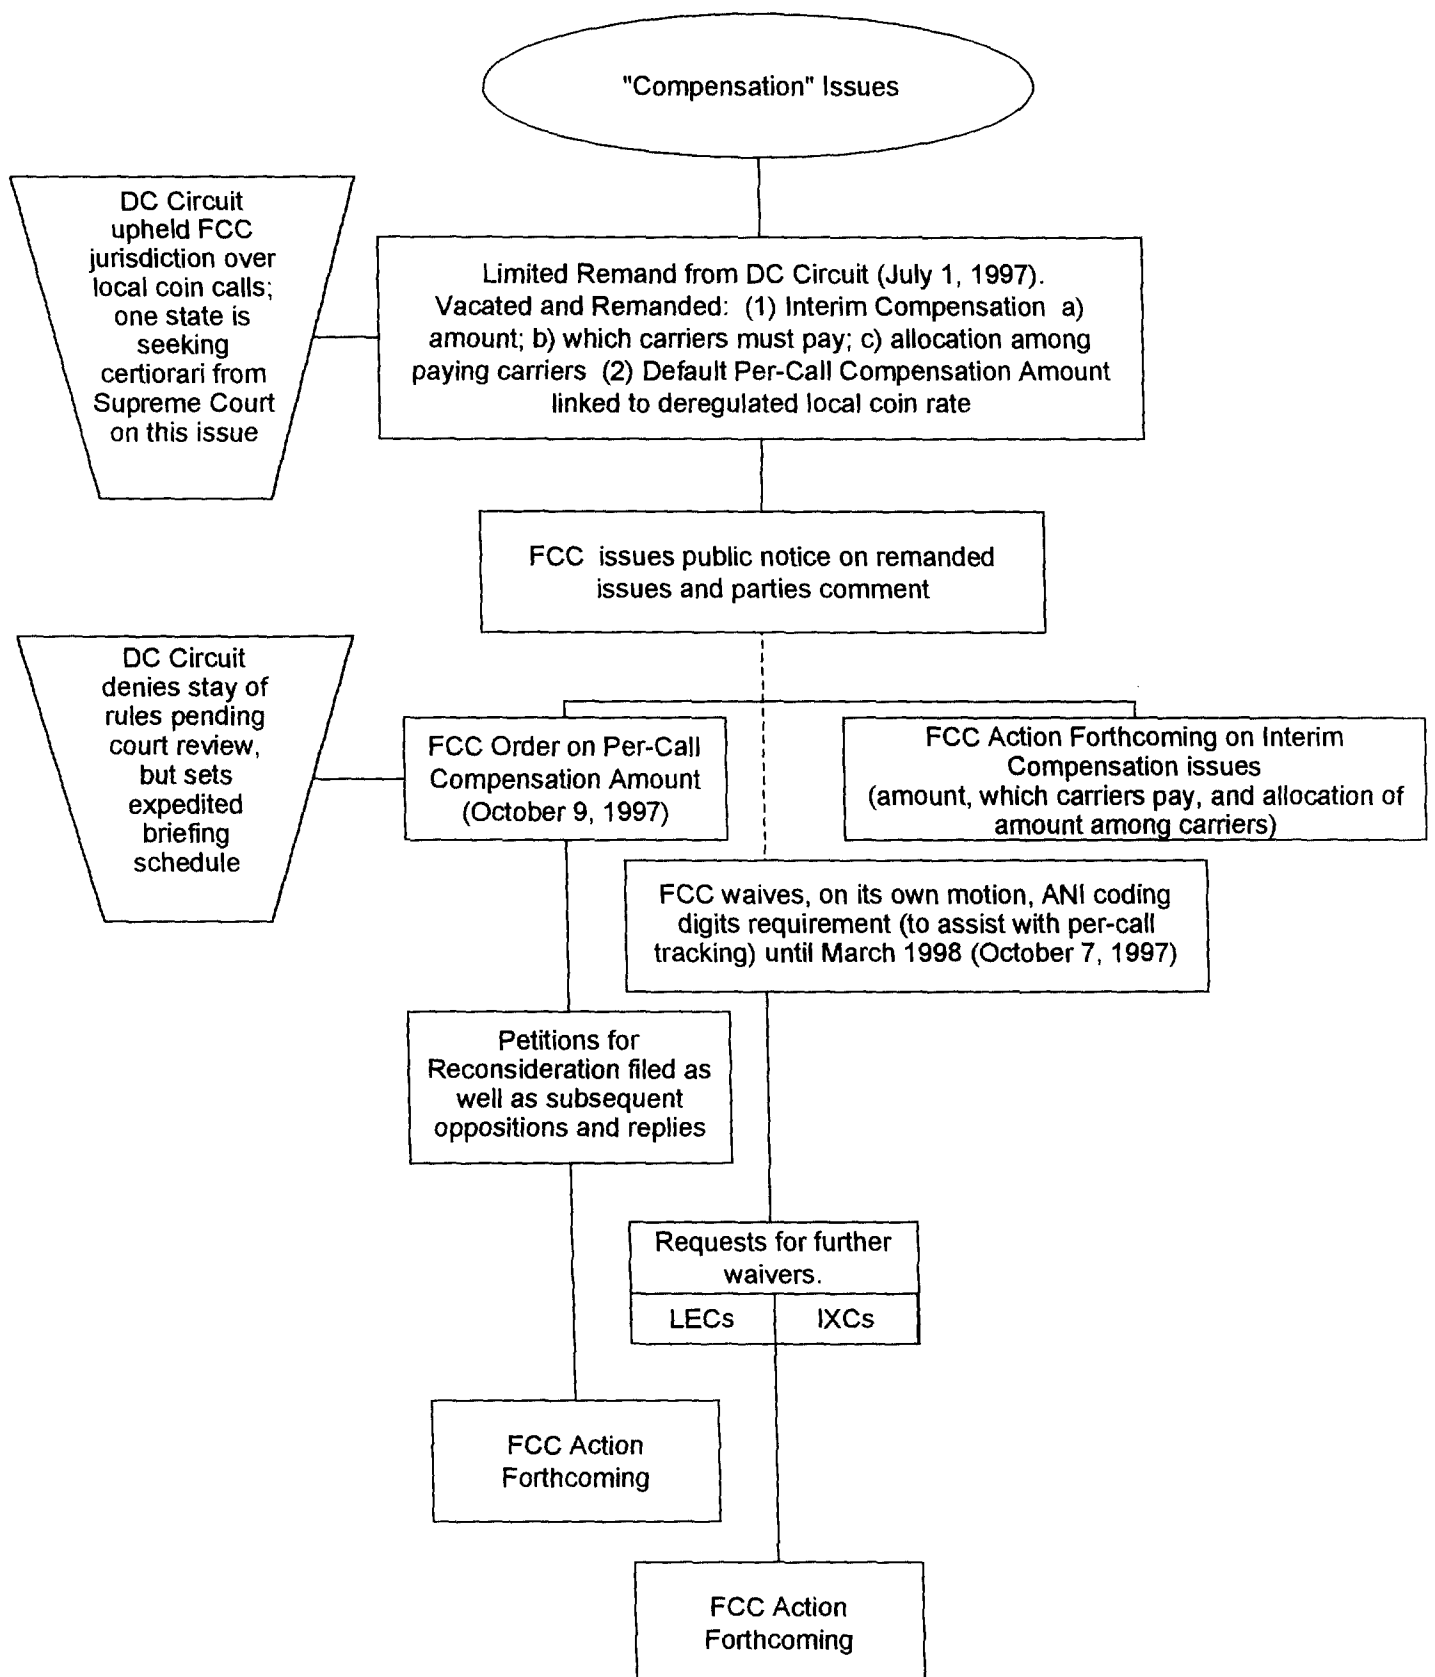 "Compensation" Issues
DC Circuit
upheld FCC
jurisdiction over
local coin calls;
one state is
seeking
certiorari from
Supreme Court
on this issue
Limited Remand from DC Circuit (July 1, 1997).
Vacated and Remanded: (1) Interim Compensation a)
amount; b) which carriers must pay; c) allocation among
paying carriers (2) Default Per-Call Compensation Amount
linked to deregulated local coin rate
FCC issues public notice on remanded
issues and parties comment
DC Circuit
denies stay of
rules pending
court review,
but sets
expedited
briefing
schedule
FCC Order on Per-Call
Compensation Amount
(October 9, 1997)
FCC Action Forthcoming on Interim
Compensation issues
(amount, which carriers pay, and allocation of
amount among carriers)
FCC waives, on its own motion, ANI coding
digits requirement (to assist with per-call
tracking) until March 1998 (October 7, 1997)
Petitions for
Reconsideration filed as
well as subsequent
oppositions and replies
Requests for further
waivers.
LECs IXCs
FCC Action
Forthcoming
FCC Action
Forthcoming